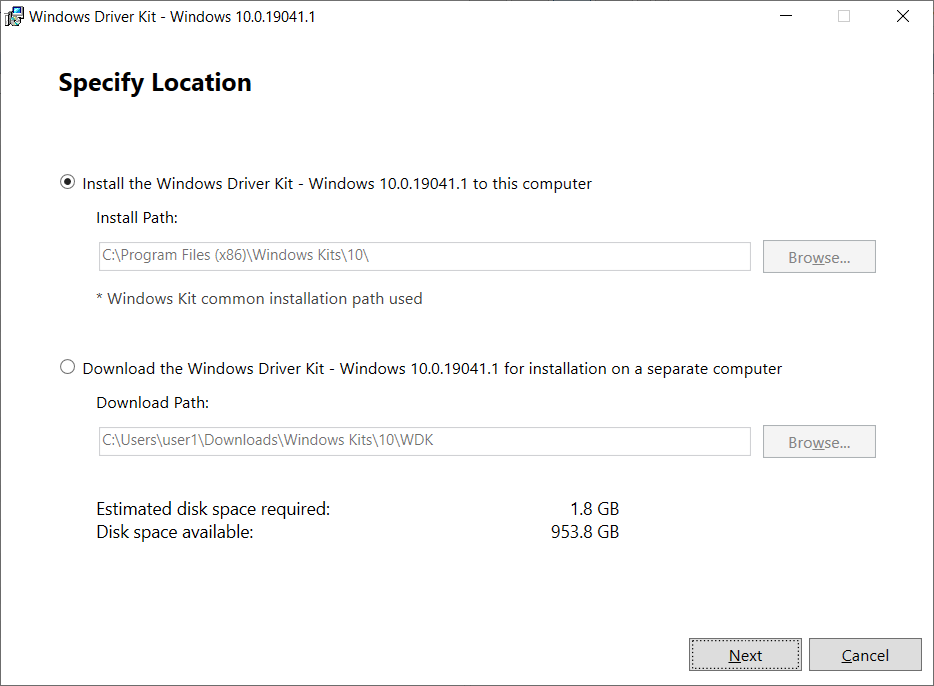 Windows Driver Kit - Windows 10.0.19041.1
Specify Location
Install the Windows Driver Kit - Windows 10.0.19041.1 to this computer
Install Path:
C:\Program Files (x86)\Windows Kits\10\
Browse...
* Windows Kit common installation path used
Download the Windows Driver Kit - Windows 10.0.19041.1 for installation on a separate computer
Download Path:
C:\Users\user1\Downloads\Windows Kits\10\WDK
Browse...
Estimated disk space required: 1.8 GB
Disk space available: 953.8 GB
Next
Cancel